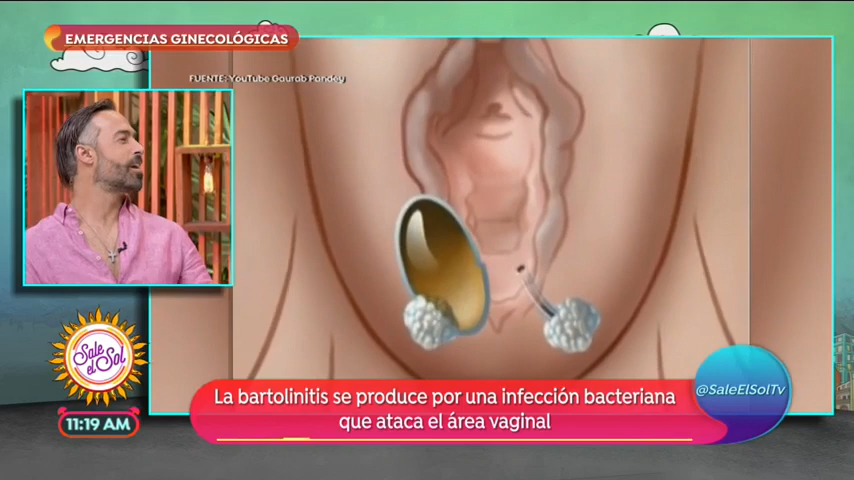 EMERGENCIAS GINECOLÓGICAS
FUENTE: YouTube Gaurab Pandey
Sale
el
Sol
11:19 AM
La bartolinitis se produce por una infección bacteriana
que ataca el área vaginal
@SaleElSolTv